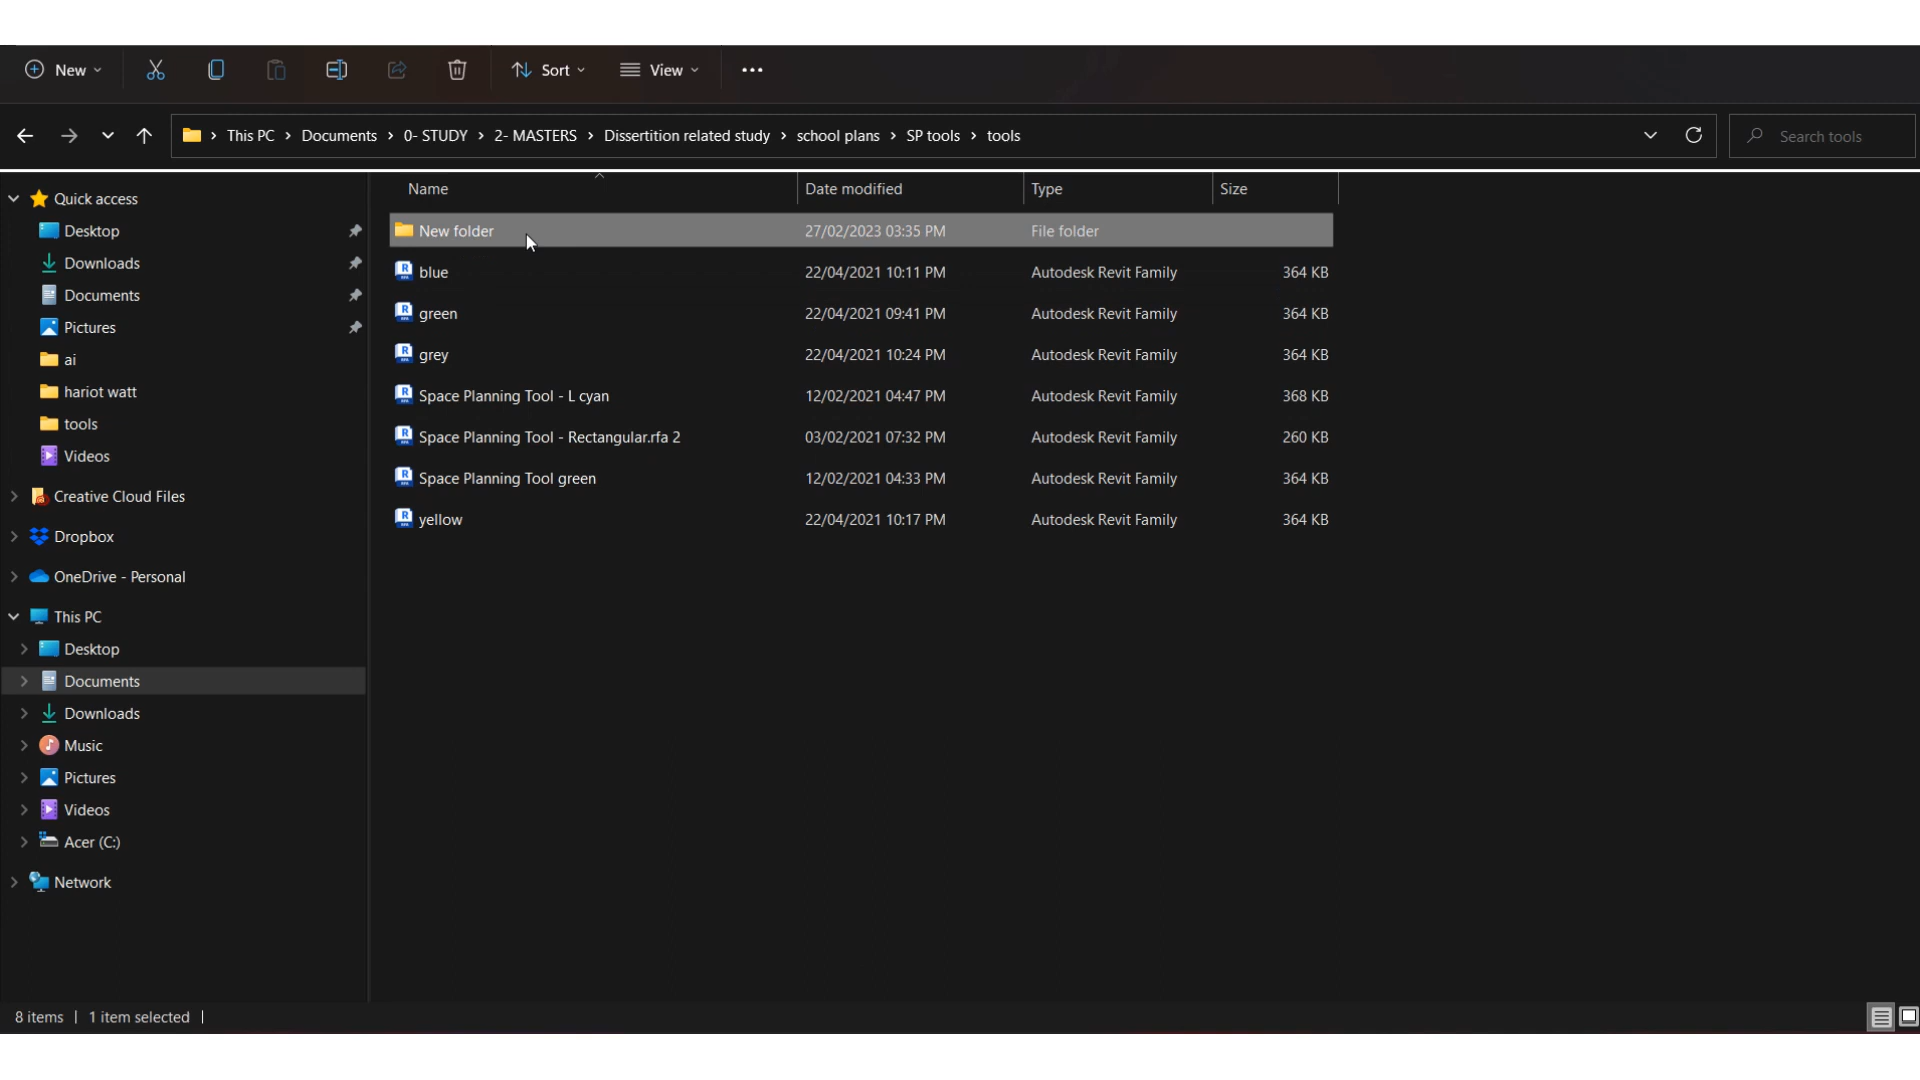 New Sort View
This PC Documents 0- STUDY 2- MASTERS Dissertition related study school plans SP tools tools Search tools
Quick access
Desktop
Downloads
Documents
Pictures
ai
hariot watt
tools
Videos
Creative Cloud Files
Dropbox
OneDrive - Personal
This PC
Desktop
Documents
Downloads
Music
Pictures
Videos
Acer (C:)
Network
Name Date modified Type Size
New folder 27/02/2023 03:35 PM File folder
blue 22/04/2021 10:11 PM Autodesk Revit Family 364 KB
green 22/04/2021 09:41 PM Autodesk Revit Family 364 KB
grey 22/04/2021 10:24 PM Autodesk Revit Family 364 KB
Space Planning Tool - L cyan 12/02/2021 04:47 PM Autodesk Revit Family 368 KB
Space Planning Tool - Rectangular.rfa 2 03/02/2021 07:32 PM Autodesk Revit Family 260 KB
Space Planning Tool green 12/02/2021 04:33 PM Autodesk Revit Family 364 KB
yellow 22/04/2021 10:17 PM Autodesk Revit Family 364 KB
8 items 1 item selected